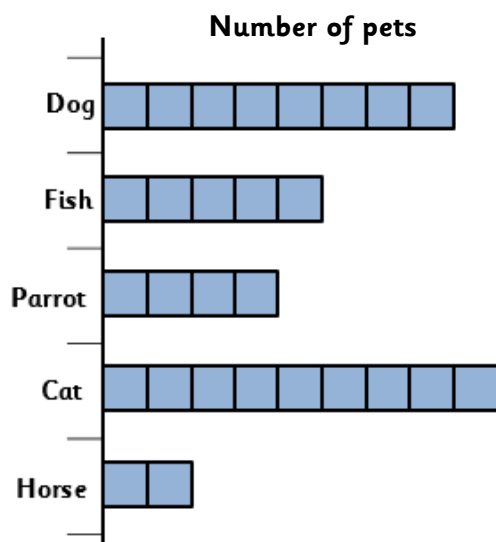 Number of pets
Dog
Fish
Parrot
Cat
Horse